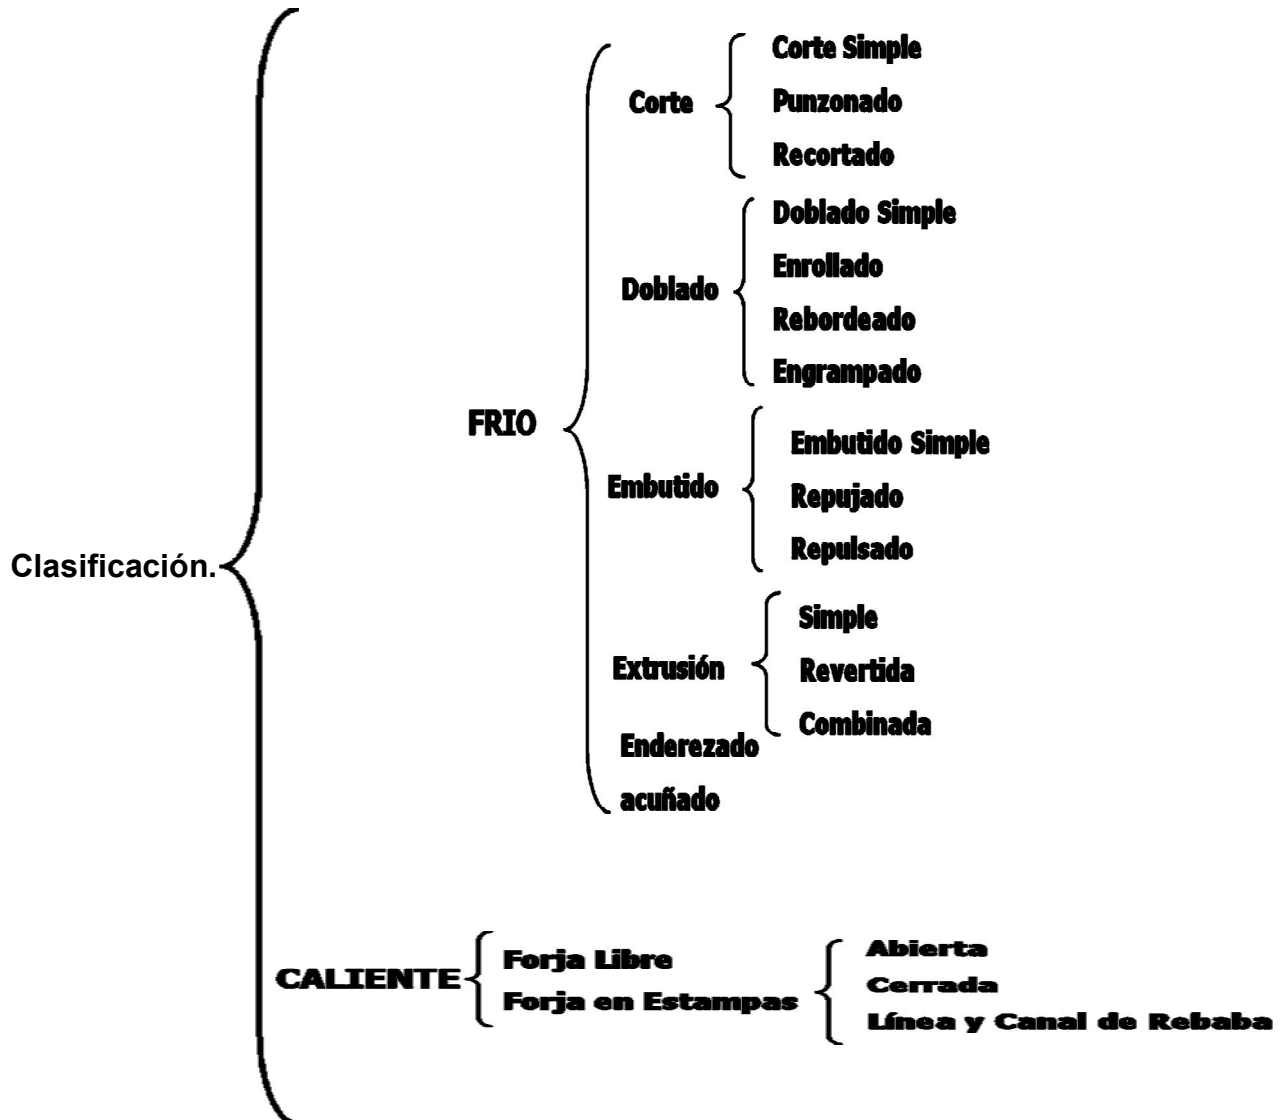 Clasificación.
FRIO
Corte
Corte Simple
Punzonado
Recortado
Doblado
Doblado Simple
Enrollado
Rebordeado
Engrampado
Embutido
Embutido Simple
Repujado
Repulsado
Extrusión
Simple
Revertida
Combinada
Enderezado
acuñado
CALIENTE
Forja Libre
Forja en Estampas
Abierta
Cerrada
Línea y Canal de Rebaba